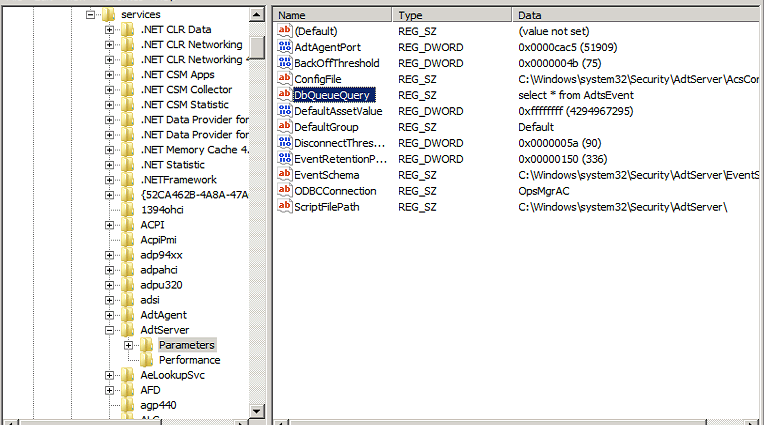 services
.NET CLR Data
.NET CLR Networking
.NET CLR Networking 4
.NET CSM Apps
.NET CSM Collector
.NET CSM Statistic
.NET Data Provider for
.NET Data Provider for
.NET Memory Cache 4.
.NET Statistic
.NETFramework
{52CA462B-4A8A-47A
1394ohci
ACPI
AcpiPmi
adp94xx
adpahci
adpu320
adsi
AdtAgent
AdtServer
Parameters
Performance
AeLookupSvc
AFD
agp440
ALG
Name Type Data
(Default) REG_SZ (value not set)
AdtAgentPort REG_DWORD 0x0000cac5 (51909)
BackOffThreshold REG_DWORD 0x0000004b (75)
ConfigFile REG_SZ C:\Windows\system32\Security\AdtServer\AcsCon
DbQueueQuery REG_SZ select * from AdtsEvent
DefaultAssetValue REG_DWORD 0xffffffff (4294967295)
DefaultGroup REG_SZ Default
DisconnectThres... REG_DWORD 0x0000005a (90)
EventRetentionP... REG_DWORD 0x00000150 (336)
EventSchema REG_SZ C:\Windows\system32\Security\AdtServer\EventS
ODBCConnection REG_SZ OpsMgrAC
ScriptFilePath REG_SZ C:\Windows\system32\Security\AdtServer\